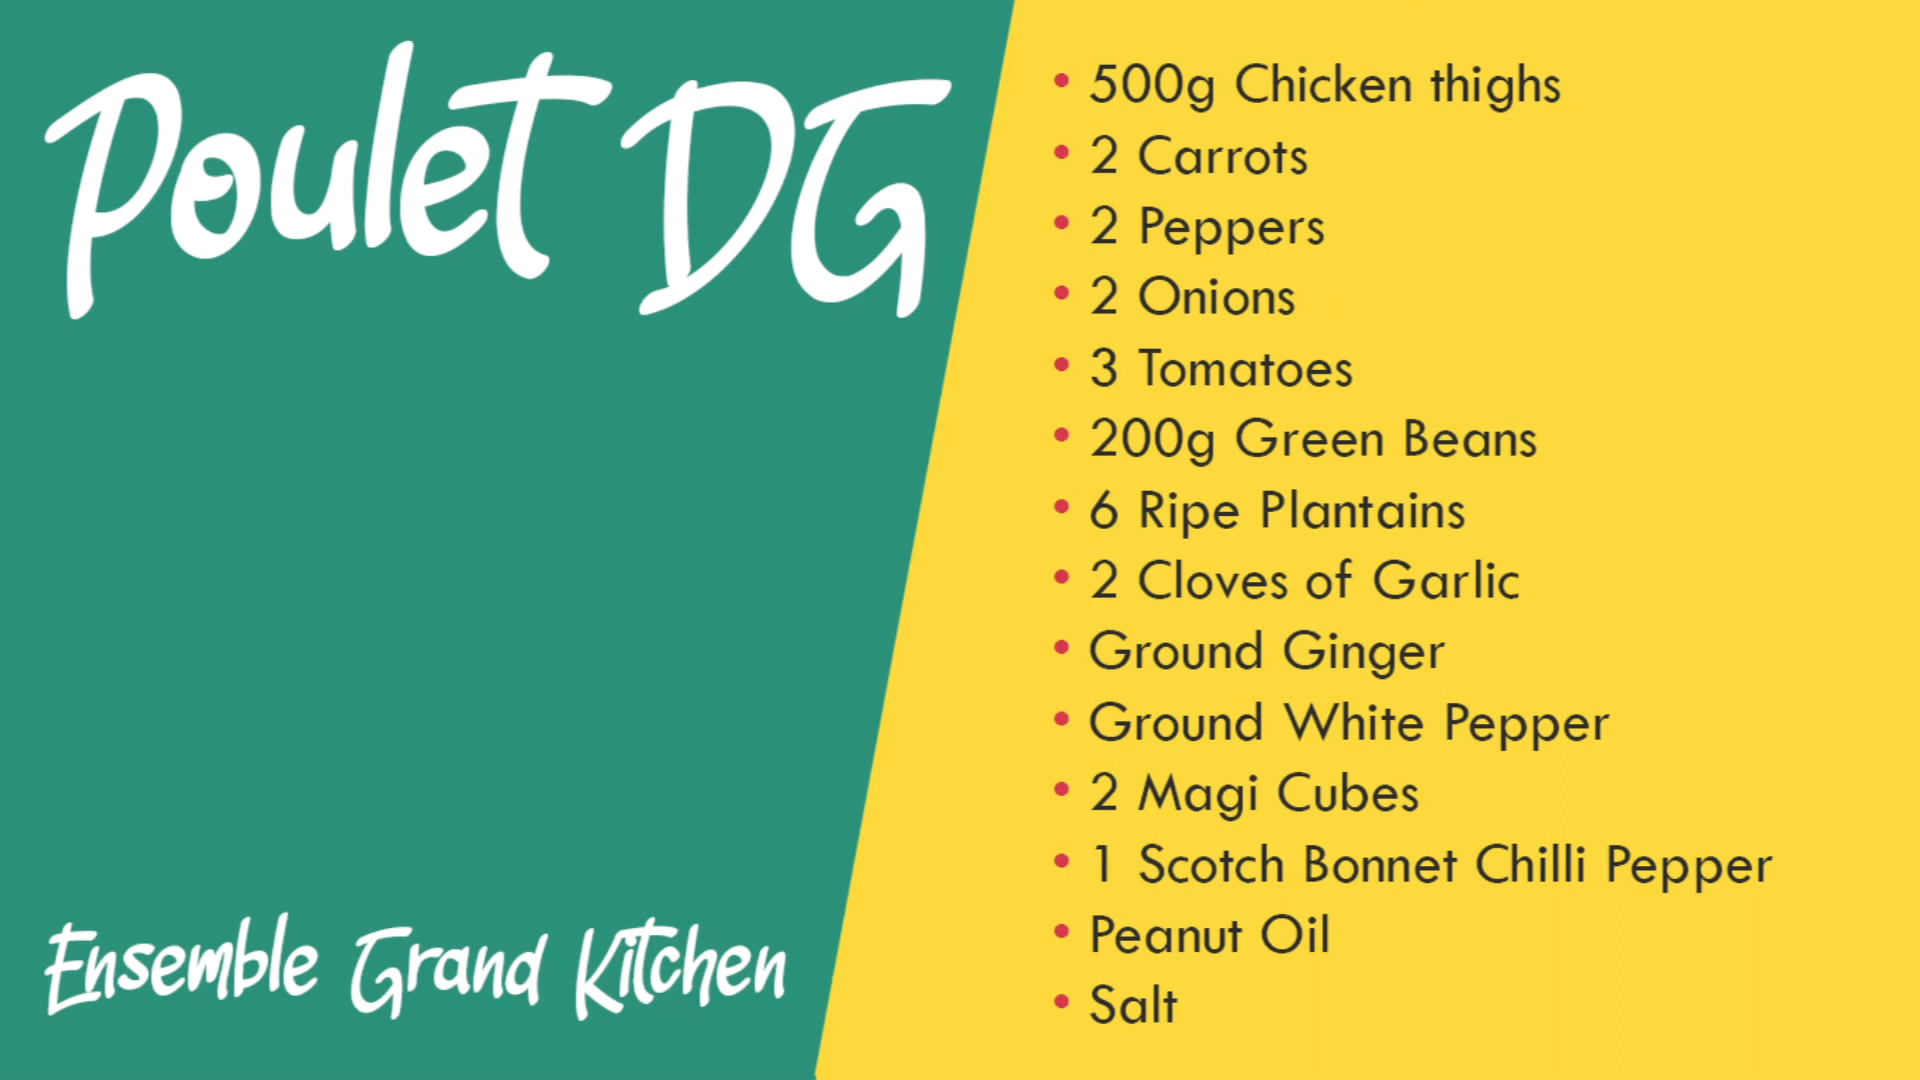 Poulet DG
• 500g Chicken thighs
• 2 Carrots
• 2 Peppers
• 2 Onions
• 3 Tomatoes
• 200g Green Beans
• 6 Ripe Plantains
• 2 Cloves of Garlic
• Ground Ginger
• Ground White Pepper
• 2 Magi Cubes
• 1 Scotch Bonnet Chilli Pepper
• Peanut Oil
• Salt
Ensemble Grand Kitchen